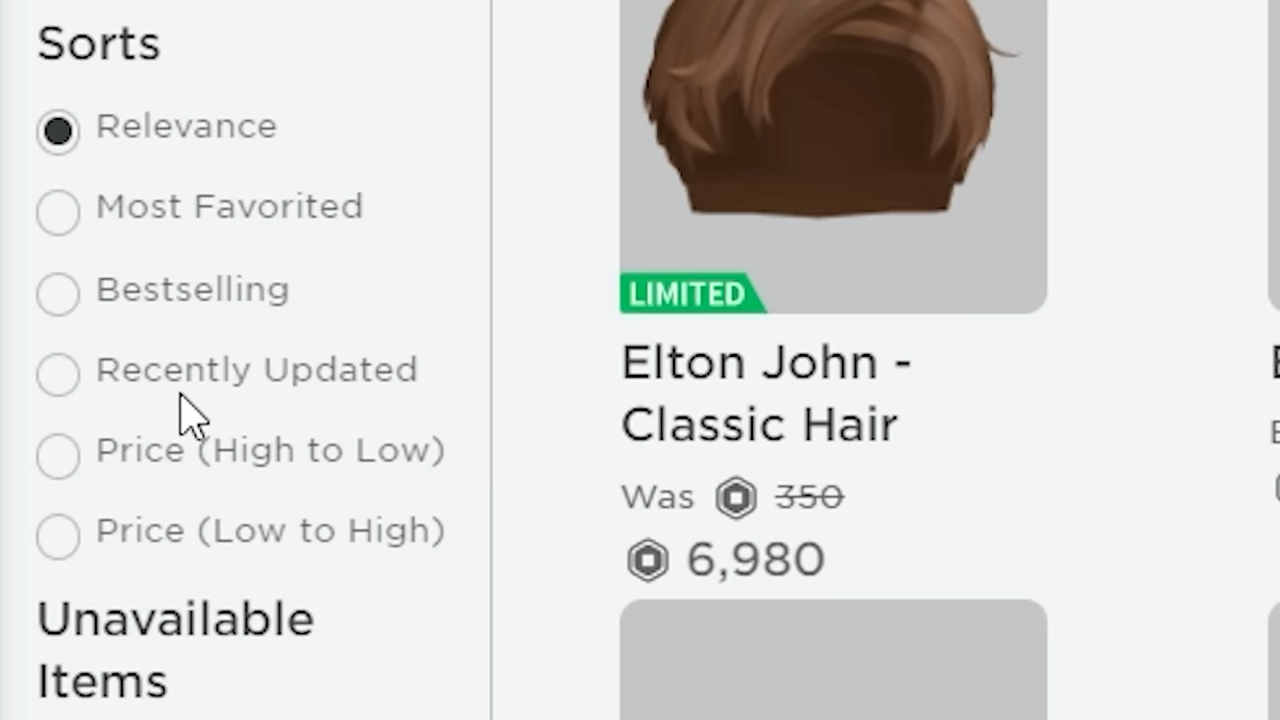 Sorts
Relevance
Most Favorited
Bestselling
Recently Updated
Price (High to Low)
Price (Low to High)
Unavailable
Items
LIMITED
Elton John -
Classic Hair
Was 350
6,980